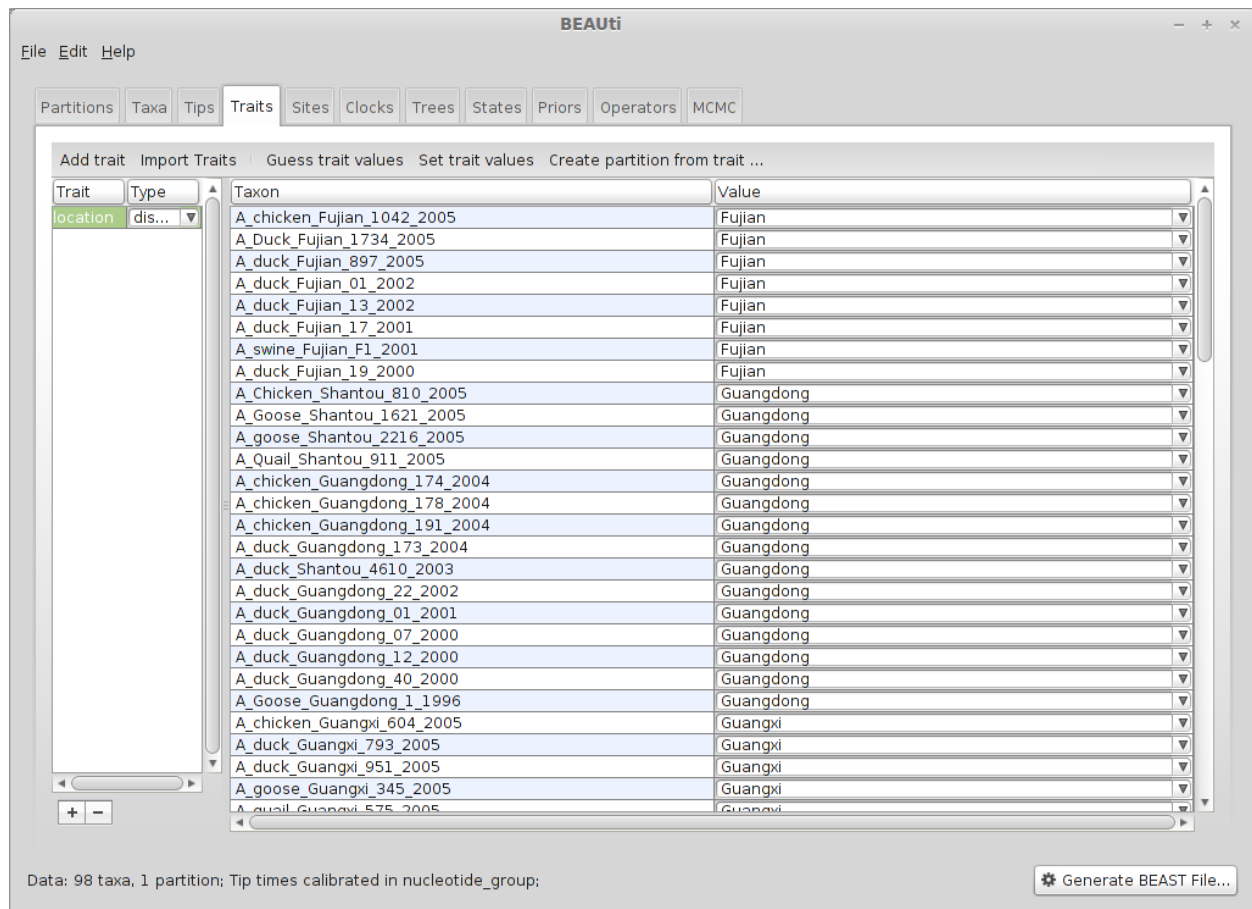 BEAUti
File Edit Help
Partitions Taxa Tips Traits Sites Clocks Trees States Priors Operators MCMC
Add trait Import Traits Guess trait values Set trait values Create partition from trait ...
Trait Type Taxon Value
location dis... A_chicken_Fujian_1042_2005 Fujian
A_Duck_Fujian_1734_2005 Fujian
A_duck_Fujian_897_2005 Fujian
A_duck_Fujian_01_2002 Fujian
A_duck_Fujian_13_2002 Fujian
A_duck_Fujian_17_2001 Fujian
A_swine_Fujian_F1_2001 Fujian
A_duck_Fujian_19_2000 Fujian
A_Chicken_Shantou_810_2005 Guangdong
A_Goose_Shantou_1621_2005 Guangdong
A_goose_Shantou_2216_2005 Guangdong
A_Quail_Shantou_911_2005 Guangdong
A_chicken_Guangdong_174_2004 Guangdong
A_chicken_Guangdong_178_2004 Guangdong
A_chicken_Guangdong_191_2004 Guangdong
A_duck_Guangdong_173_2004 Guangdong
A_duck_Shantou_4610_2003 Guangdong
A_duck_Guangdong_22_2002 Guangdong
A_duck_Guangdong_01_2001 Guangdong
A_duck_Guangdong_07_2000 Guangdong
A_duck_Guangdong_12_2000 Guangdong
A_duck_Guangdong_40_2000 Guangdong
A_Goose_Guangdong_1_1996 Guangdong
A_chicken_Guangxi_604_2005 Guangxi
A_duck_Guangxi_793_2005 Guangxi
A_duck_Guangxi_951_2005 Guangxi
A_goose_Guangxi_345_2005 Guangxi
A_quail_Guangxi_575_2005 Guangxi
+ −
Data: 98 taxa, 1 partition; Tip times calibrated in nucleotide_group;
Generate BEAST File...